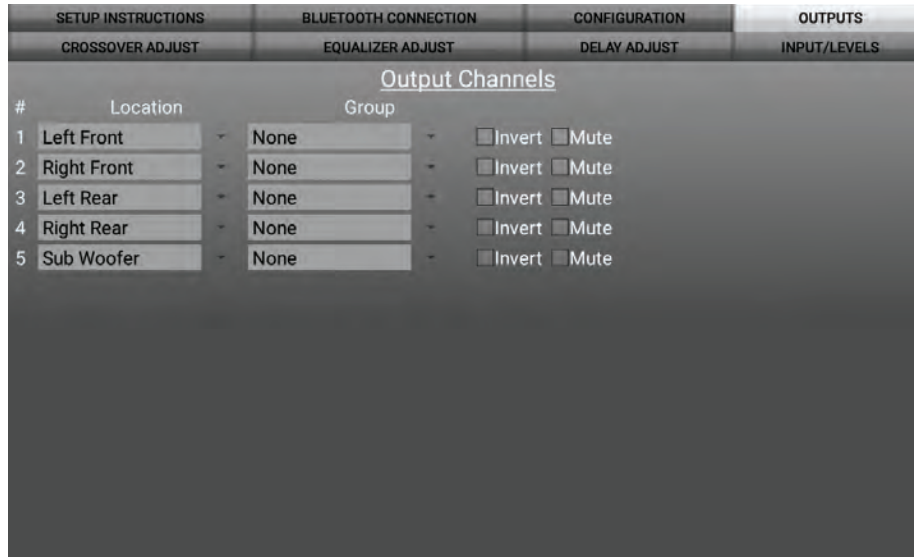 SETUP INSTRUCTIONS BLUETOOTH CONNECTION CONFIGURATION OUTPUTS
CROSSOVER ADJUST EQUALIZER ADJUST DELAY ADJUST INPUT/LEVELS
Output Channels
# Location Group
1 Left Front None Invert Mute
2 Right Front None Invert Mute
3 Left Rear None Invert Mute
4 Right Rear None Invert Mute
5 Sub Woofer None Invert Mute